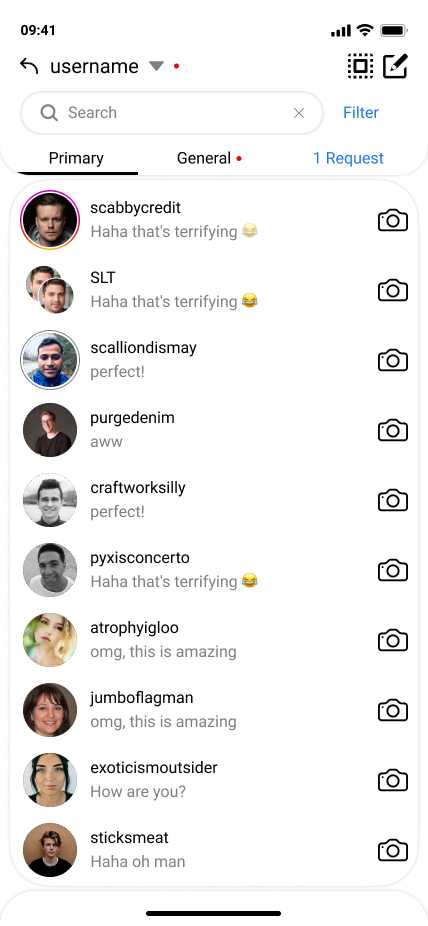 09:41
username
Search
Filter
Primary
General
1 Request
scabbycredit
Haha that's terrifying 😂
SLT
Haha that's terrifying 😂
scalliondismay
perfect!
purgedenim
aww
craftworksilly
perfect!
pyxisconcerto
Haha that's terrifying 😂
atrophyigloo
omg, this is amazing
jumboflagman
omg, this is amazing
exoticismoutsider
How are you?
sticksmeat
Haha oh man